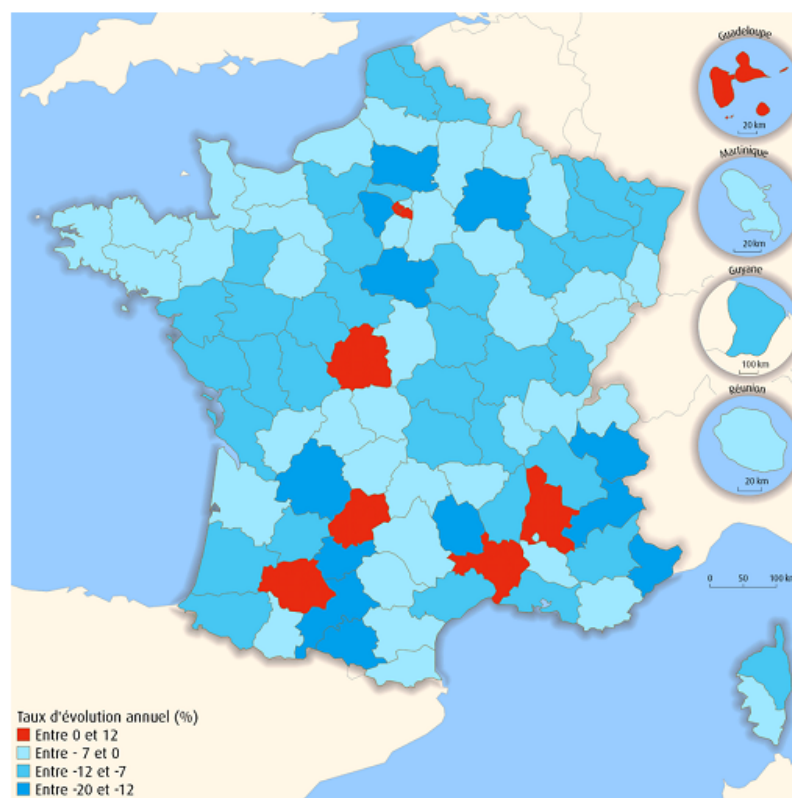 Guadeloupe
20 km
Martinique
20 km
Guyane
100 km
Réunion
20 km
0 50 100 k
Taux d'évolution annuel (%)
Entre 0 et 12
Entre - 7 et 0
Entre -12 et -7
Entre -20 et -12